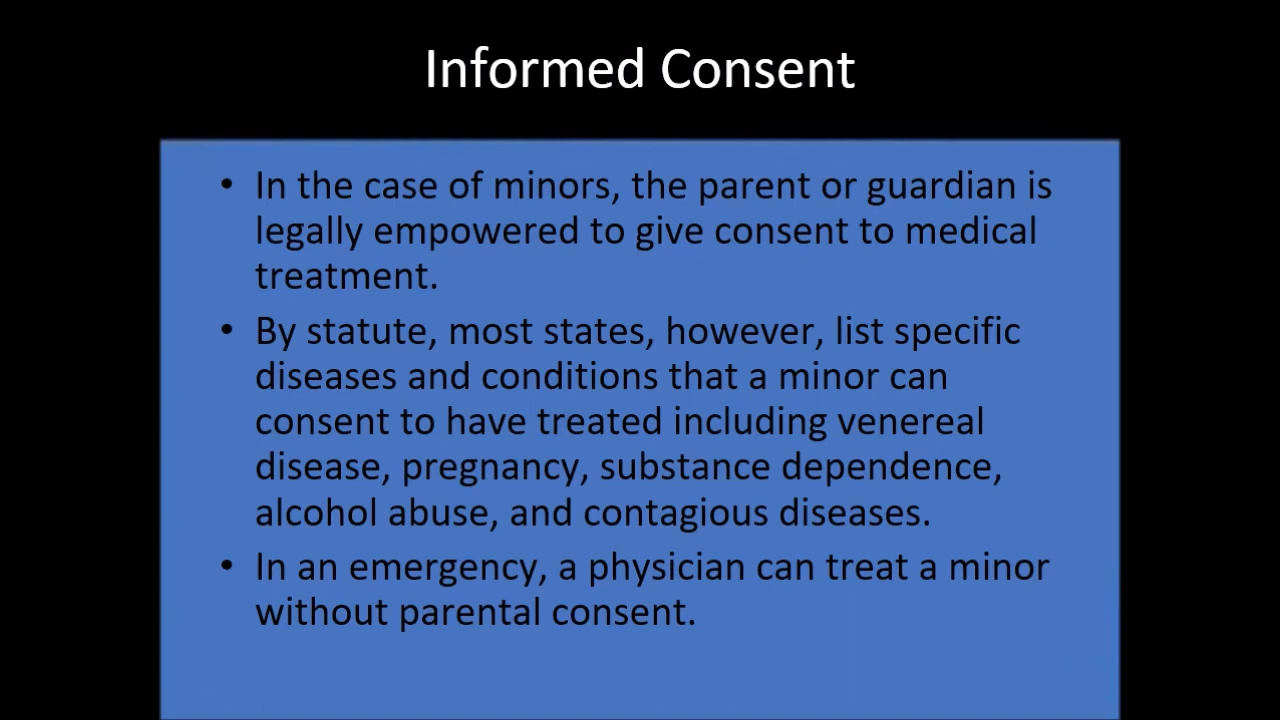 Informed Consent
• In the case of minors, the parent or guardian is
legally empowered to give consent to medical
treatment.
• By statute, most states, however, list specific
diseases and conditions that a minor can
consent to have treated including venereal
disease, pregnancy, substance dependence,
alcohol abuse, and contagious diseases.
• In an emergency, a physician can treat a minor
without parental consent.